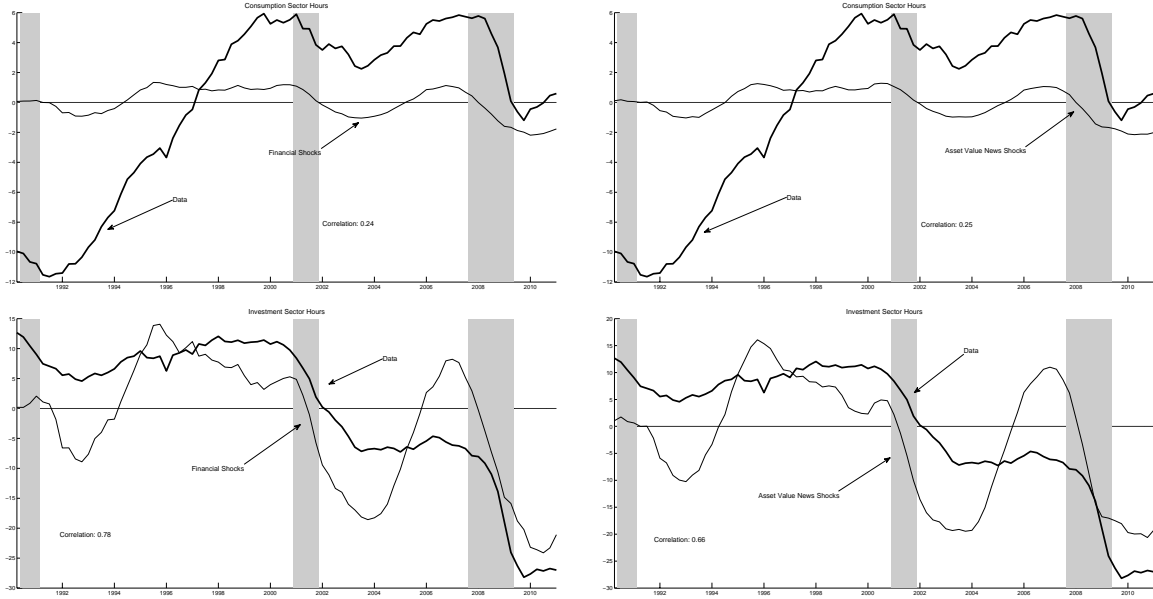 Consumption Sector Hours
6
4
2
0
−2
−4
−6
−8
−10
−12
Financial Shocks
Data
Correlation: 0.24
1992 1994 1996 1998 2000 2002 2004 2006 2008 2010
Consumption Sector Hours
6
4
2
0
−2
−4
−6
−8
−10
−12
Asset Value News Shocks
Data
Correlation: 0.25
1992 1994 1996 1998 2000 2002 2004 2006 2008 2010
Investment Sector Hours
15
10
5
0
−5
−10
−15
−20
−25
−30
Data
Financial Shocks
Correlation: 0.78
1992 1994 1996 1998 2000 2002 2004 2006 2008 2010
Investment Sector Hours
20
15
10
5
0
−5
−10
−15
−20
−25
−30
Data
Asset Value News Shocks
Correlation: 0.66
1992 1994 1996 1998 2000 2002 2004 2006 2008 2010